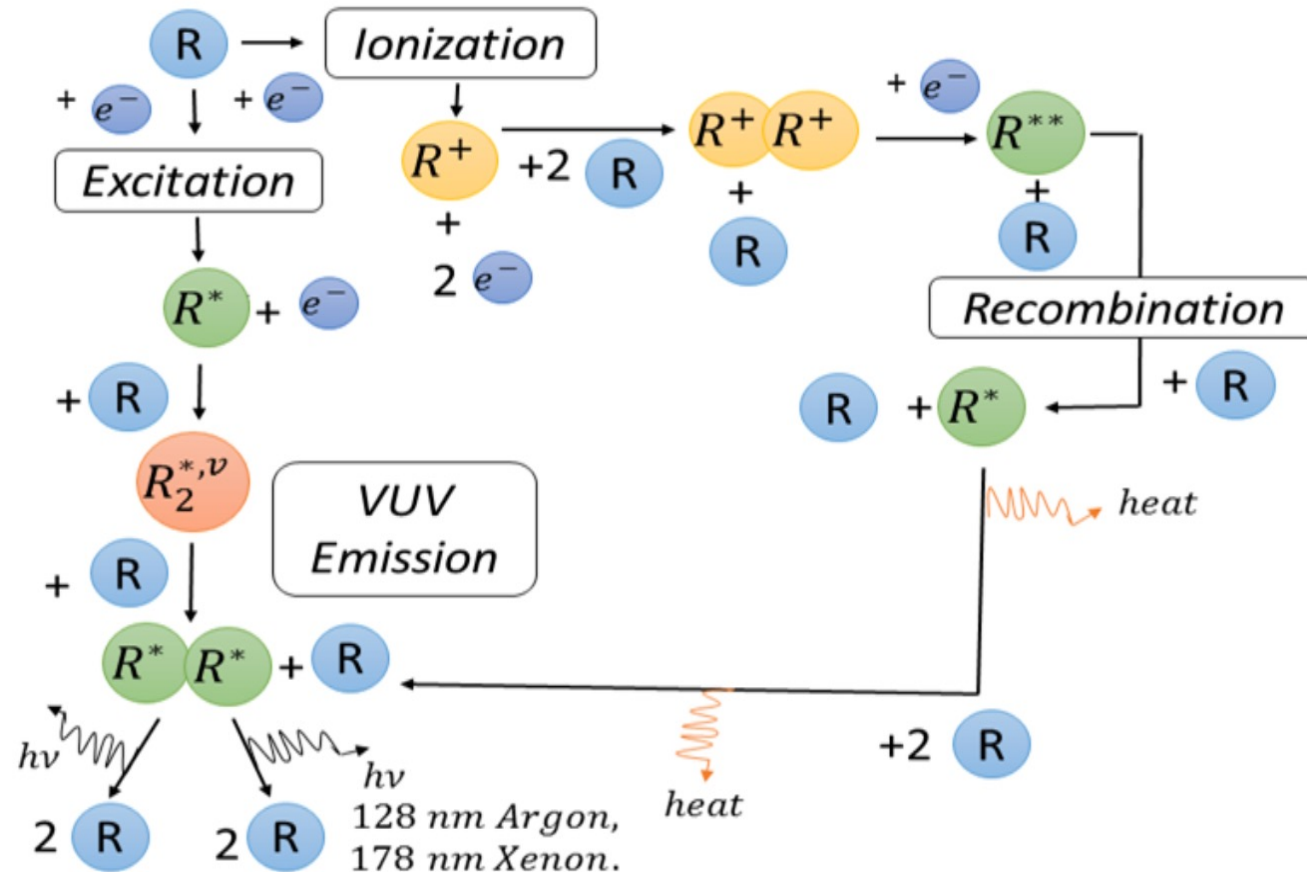 R
Ionization
+ e⁻
+ e⁻
Excitation
R* + e⁻
+ R
R₂*,ᵛ
+ R
R* R* + R
hν
hν
2 R
2 R
128 nm Argon,
178 nm Xenon.
VUV
Emission
R⁺
+
2 e⁻
+2 R
R⁺ R⁺
+
R
+ e⁻
R**
+
R
Recombination
+ R
R + R*
heat
+2 R
heat